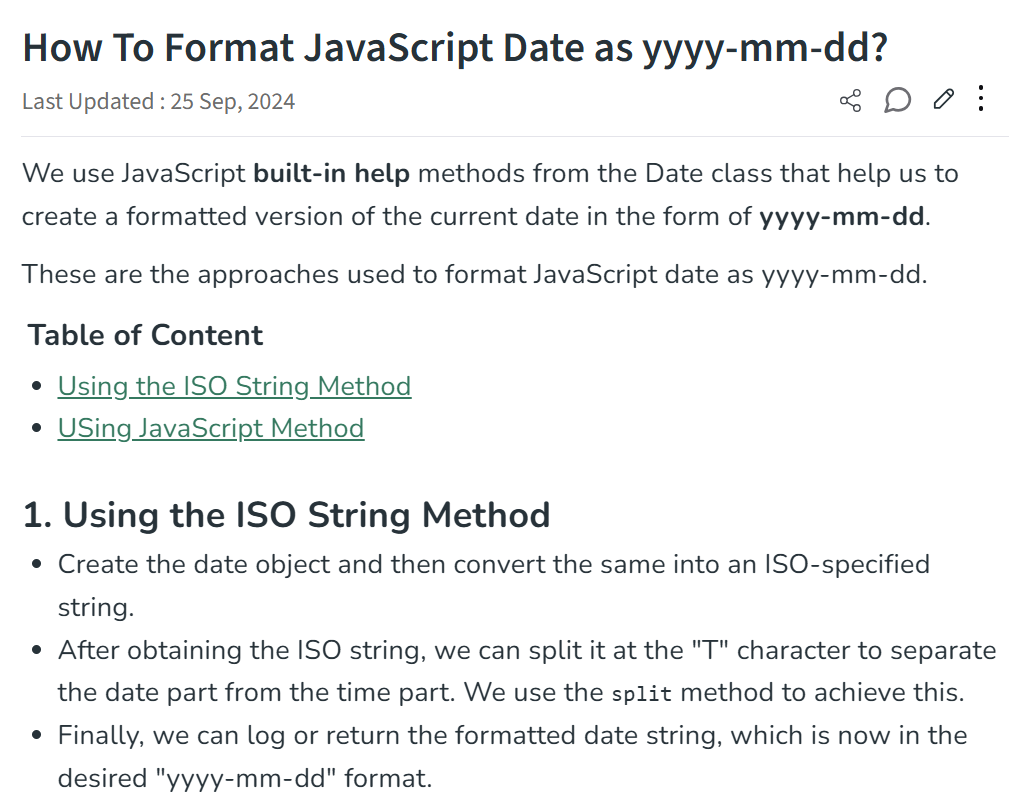 How To Format JavaScript Date as yyyy-mm-dd?
Last Updated : 25 Sep, 2024
We use JavaScript built-in help methods from the Date class that help us to
create a formatted version of the current date in the form of yyyy-mm-dd.
These are the approaches used to format JavaScript date as yyyy-mm-dd.
Table of Content
• Using the ISO String Method
• USing JavaScript Method
1. Using the ISO String Method
• Create the date object and then convert the same into an ISO-specified
string.
• After obtaining the ISO string, we can split it at the "T" character to separate
the date part from the time part. We use the split method to achieve this.
• Finally, we can log or return the formatted date string, which is now in the
desired "yyyy-mm-dd" format.